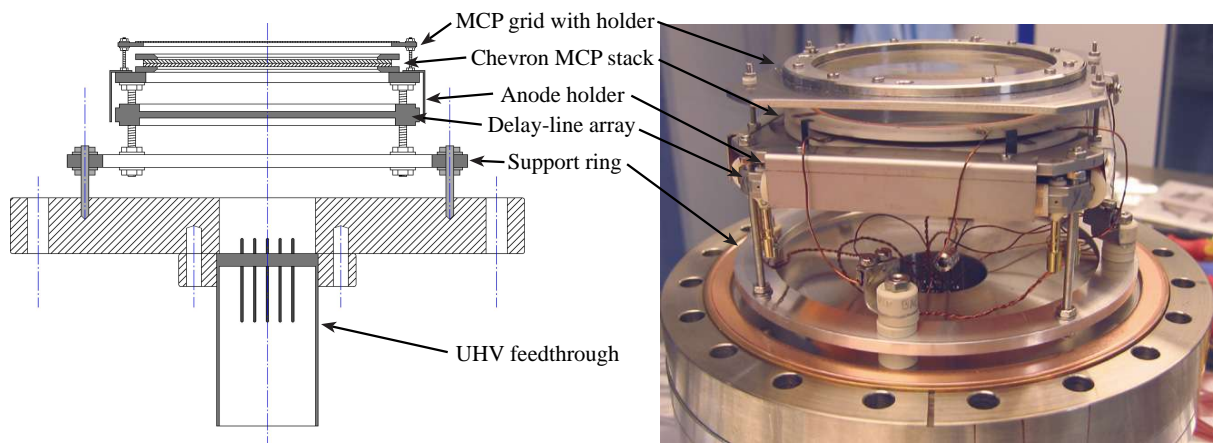 MCP grid with holder
Chevron MCP stack
Anode holder
Delay-line array
Support ring
UHV feedthrough